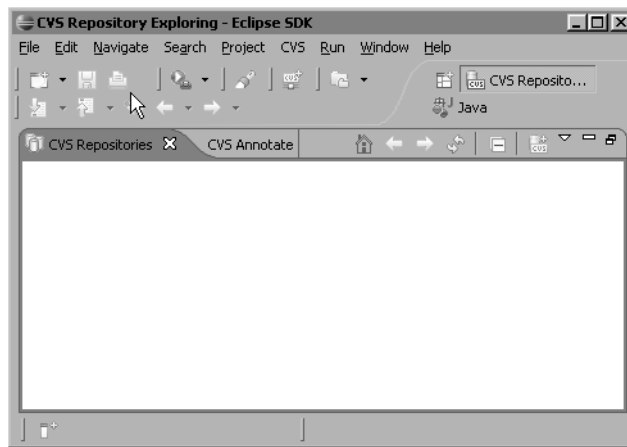 CVS Repository Exploring - Eclipse SDK
File Edit Navigate Search Project CVS Run Window Help
CVS Reposito...
Java
CVS Repositories CVS Annotate